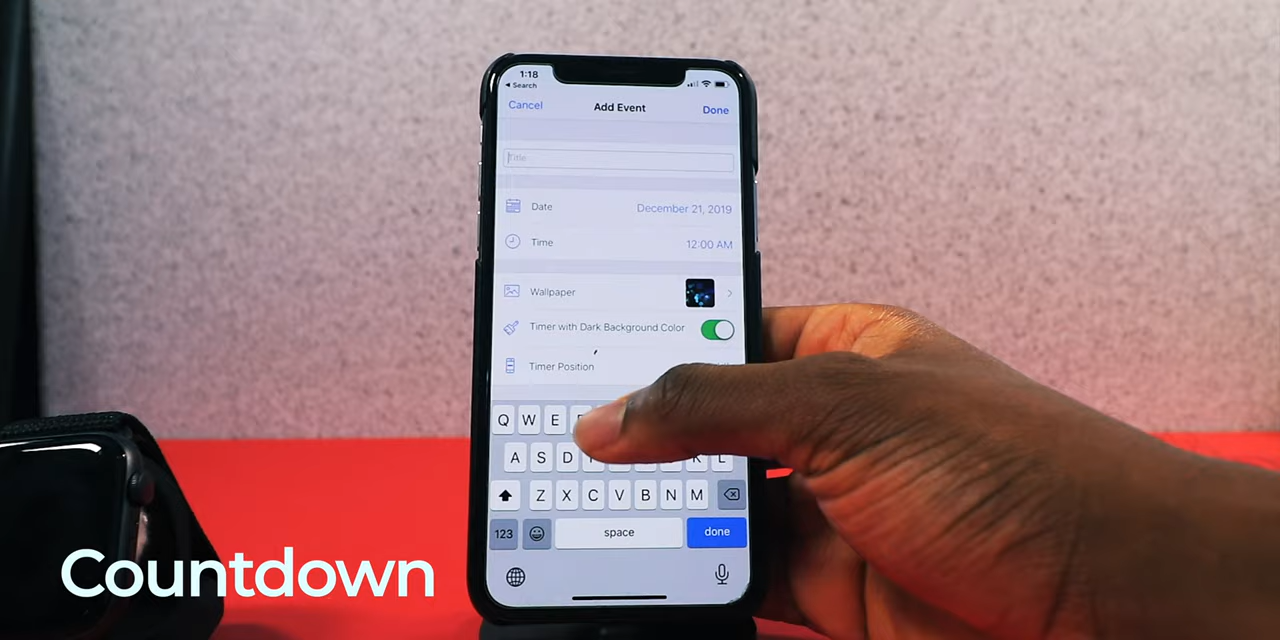 1:18
Search
Cancel
Add Event
Done
Title
Date
December 21, 2019
Time
12:00 AM
Wallpaper
Timer with Dark Background Color
Timer Position
Q W E
A S D
K L
Z X C V B N M
123
space
done
Countdown